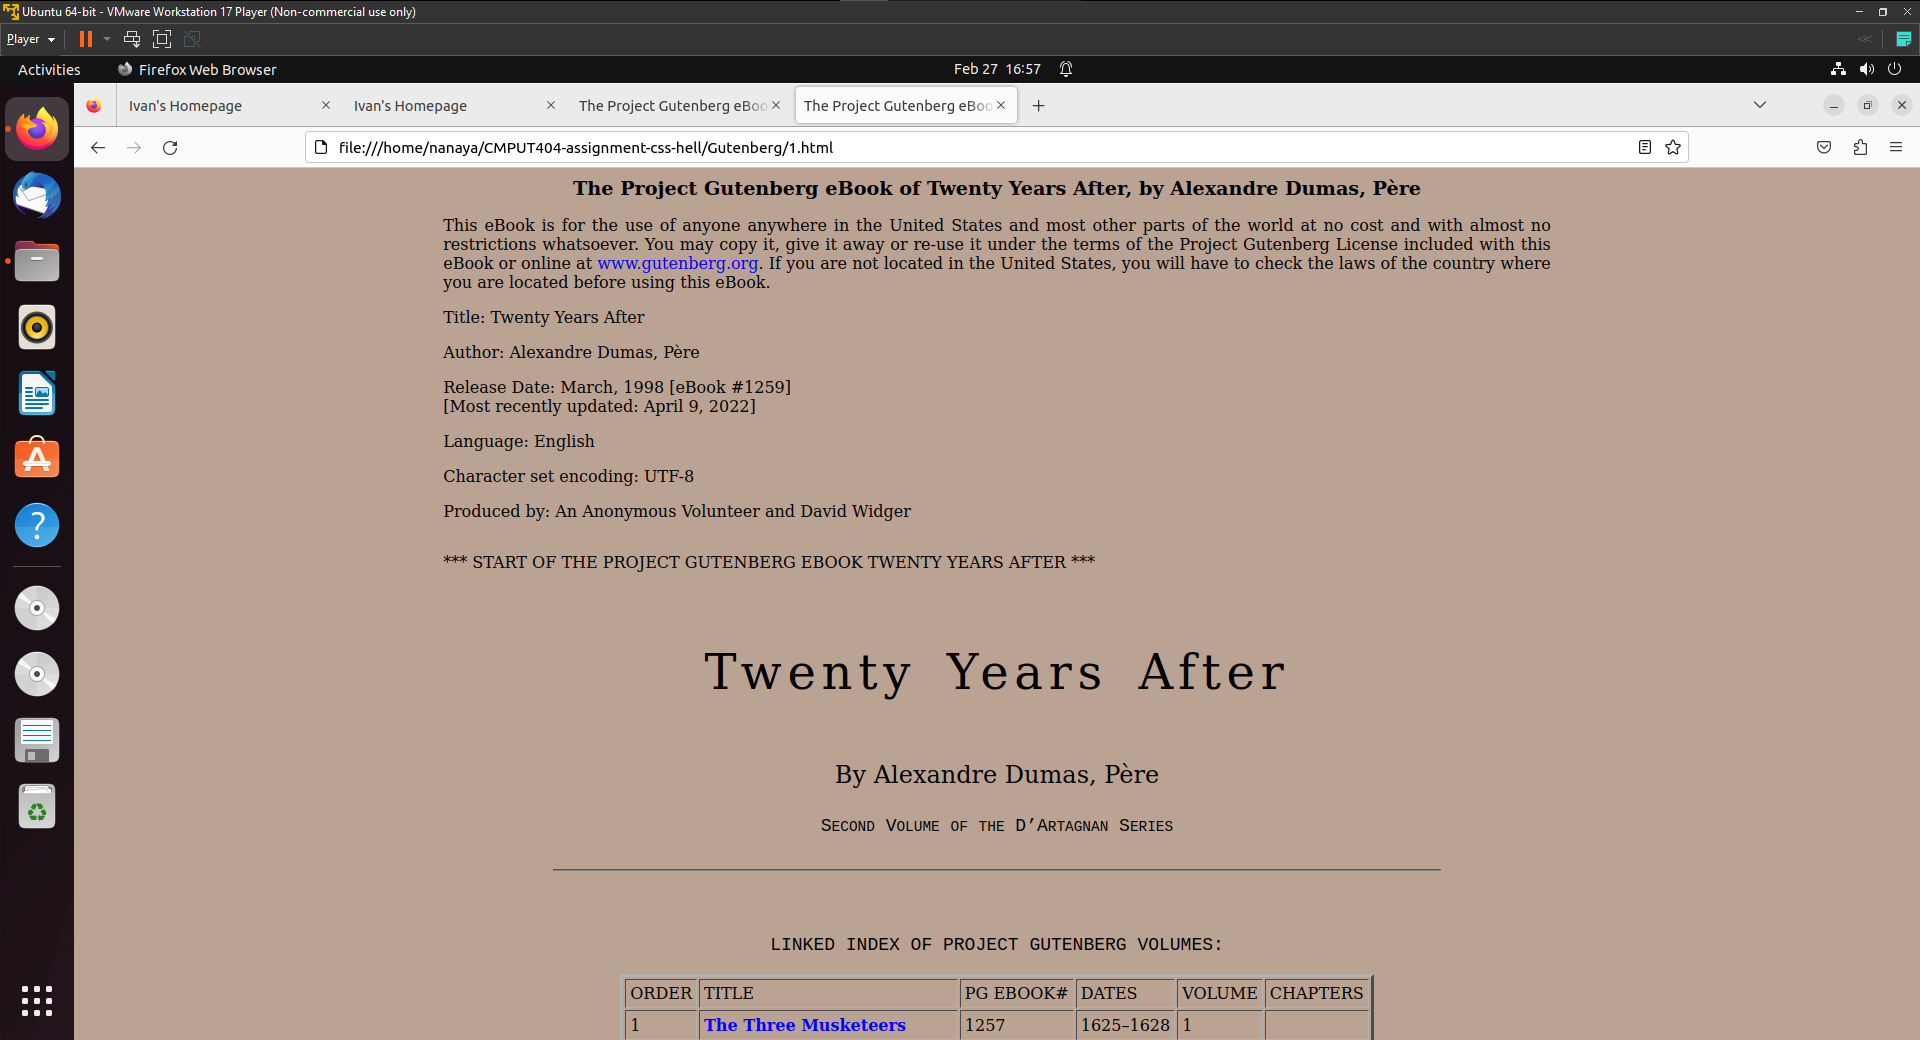 Ubuntu 64-bit - VMware Workstation 17 Player (Non-commercial use only)
Player
Activities
Firefox Web Browser
Feb 27 16:57
Ivan's Homepage
Ivan's Homepage
The Project Gutenberg eBoo
The Project Gutenberg eBoo
file:///home/nanaya/CMPUT404-assignment-css-hell/Gutenberg/1.html
The Project Gutenberg eBook of Twenty Years After, by Alexandre Dumas, Père
This eBook is for the use of anyone anywhere in the United States and most other parts of the world at no cost and with almost no
restrictions whatsoever. You may copy it, give it away or re-use it under the terms of the Project Gutenberg License included with this
eBook or online at www.gutenberg.org. If you are not located in the United States, you will have to check the laws of the country where
you are located before using this eBook.
Title: Twenty Years After
Author: Alexandre Dumas, Père
Release Date: March, 1998 [eBook #1259]
[Most recently updated: April 9, 2022]
Language: English
Character set encoding: UTF-8
Produced by: An Anonymous Volunteer and David Widger
*** START OF THE PROJECT GUTENBERG EBOOK TWENTY YEARS AFTER ***
Twenty Years After
By Alexandre Dumas, Père
Second Volume of the D’Artagnan Series
LINKED INDEX OF PROJECT GUTENBERG VOLUMES:
ORDER TITLE PG EBOOK# DATES VOLUME CHAPTERS
1 The Three Musketeers 1257 1625–1628 1